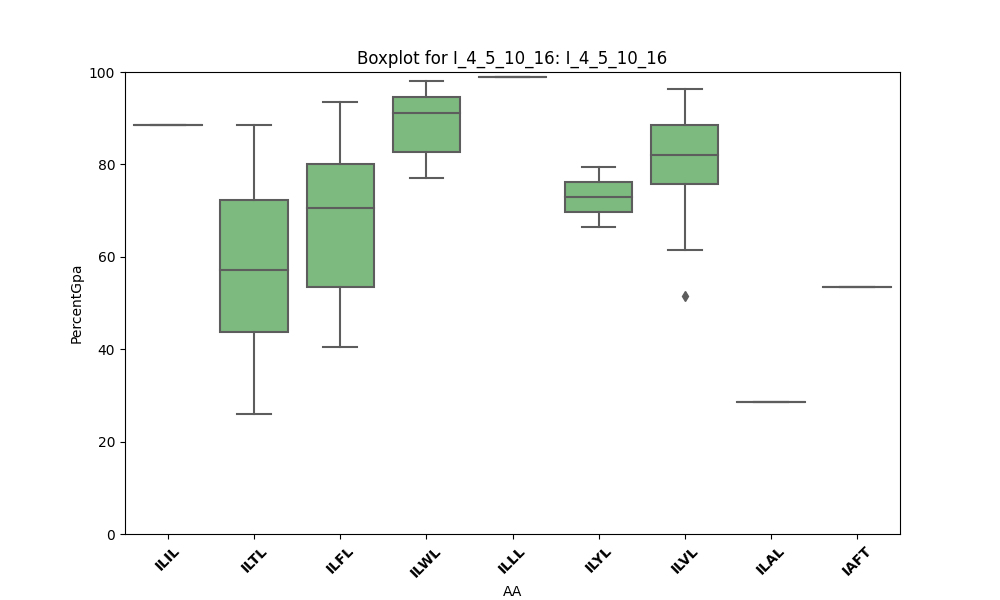 Boxplot for I_4_5_10_16: I_4_5_10_16
100
80
60
40
20
0
PercentGpa
ILIL ILTL ILFL ILWL ILLL ILYL ILVL ILAL IAFT
AA